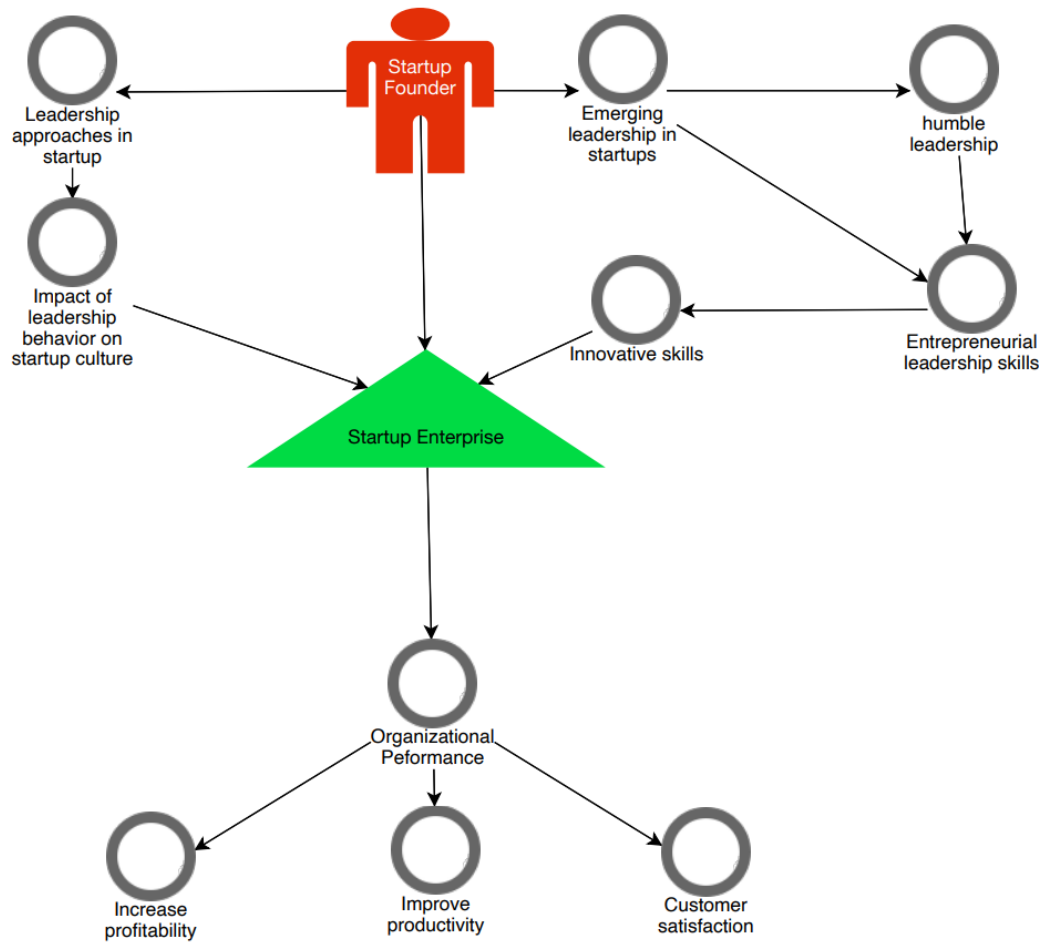 Startup
Founder
Leadership
approaches in
startup
Emerging
leadership in
startups
humble
leadership
Impact of
leadership
behavior on
startup culture
Innovative skills
Entrepreneurial
leadership skills
Startup Enterprise
Organizational
Peformance
Increase
profitability
Improve
productivity
Customer
satisfaction